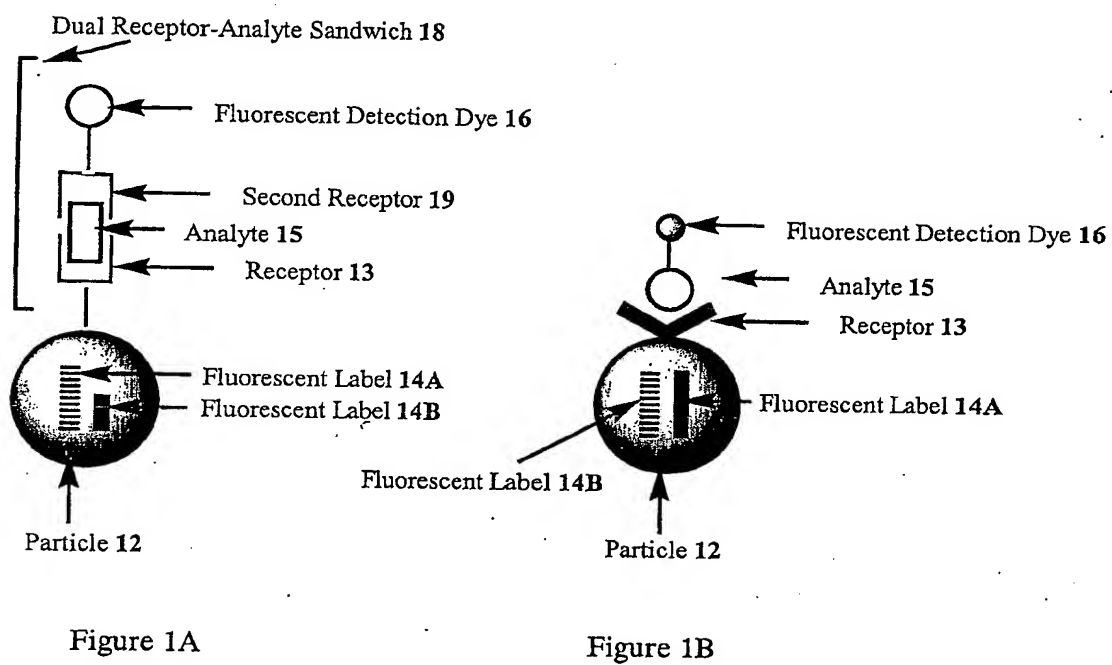 Dual Receptor-Analyte Sandwich 18
Fluorescent Detection Dye 16
Second Receptor 19
Analyte 15
Receptor 13
Fluorescent Label 14A
Fluorescent Label 14B
Particle 12
Figure 1A
Fluorescent Detection Dye 16
Analyte 15
Receptor 13
Fluorescent Label 14A
Fluorescent Label 14B
Particle 12
Figure 1B